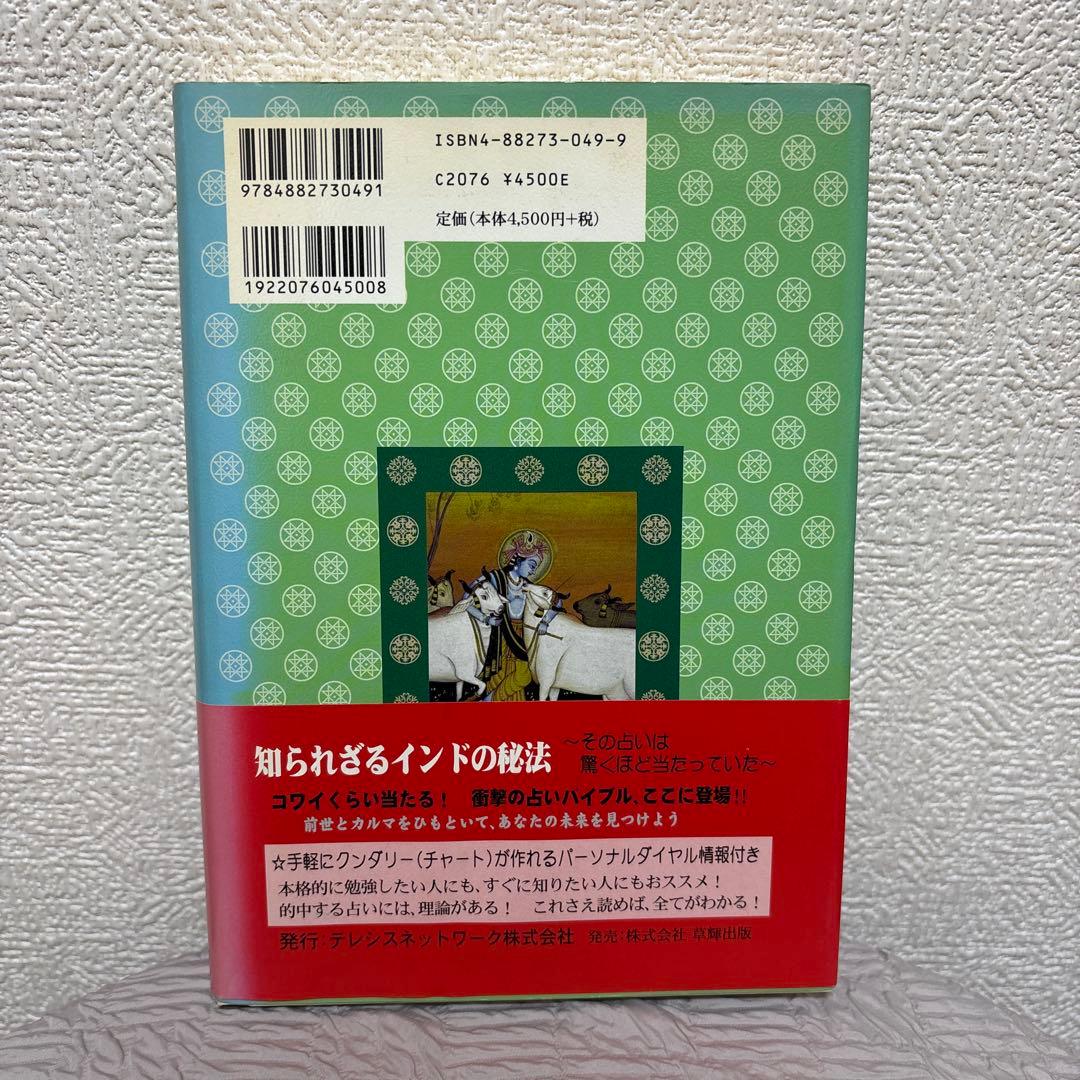 9784882730491
1922076045008
ISBN4-88273-049-9
C2076 ¥4500E
定価(本体4,500円+税)
知られざるインドの秘法
~その占いは
驚くほど当たっていた~
コワイくらい当たる! 衝撃の占いバイブル、ここに登場!!
前世とカルマをひもといて、あなたの未来を見つけよう
☆手軽にクンダリー(チャート)が作れるパーソナルダイヤル情報付き
本格的に勉強したい人にも、すぐに知りたい人にもおススメ!
的中する占いには、理論がある! これさえ読めば、全てがわかる!
発行:テレシスネットワーク株式会社 発売:株式会社 草輝出版